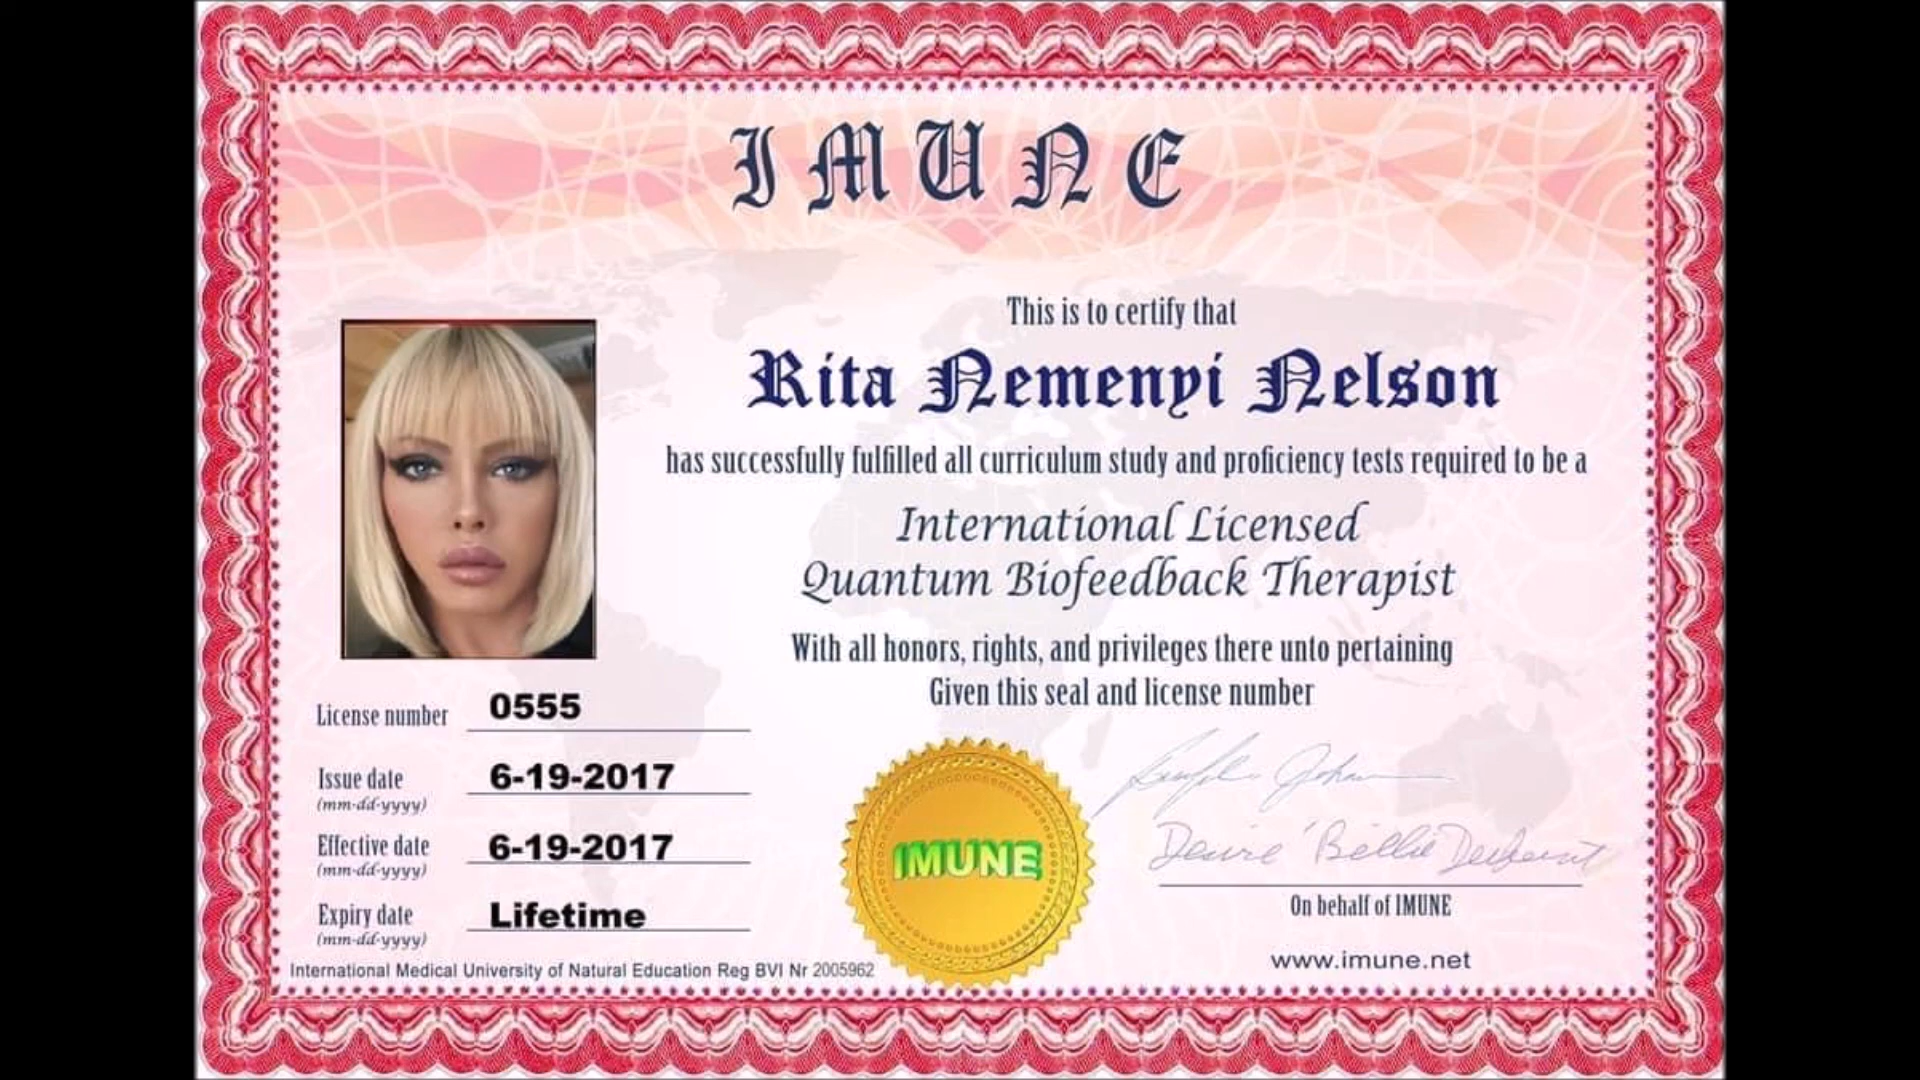 IMUNE
This is to certify that
Rita Nemenyi Nelson
has successfully fulfilled all curriculum study and proficiency tests required to be a
International Licensed
Quantum Biofeedback Therapist
With all honors, rights, and privileges there unto pertaining
Given this seal and license number
License number 0555
Issue date 6-19-2017
(mm-dd-yyyy)
Effective date 6-19-2017
(mm-dd-yyyy)
Expiry date Lifetime
(mm-dd-yyyy)
International Medical University of Natural Education Reg BVI Nr 2005962
IMUNE
Desire' Billie
On behalf of IMUNE
www.imune.net